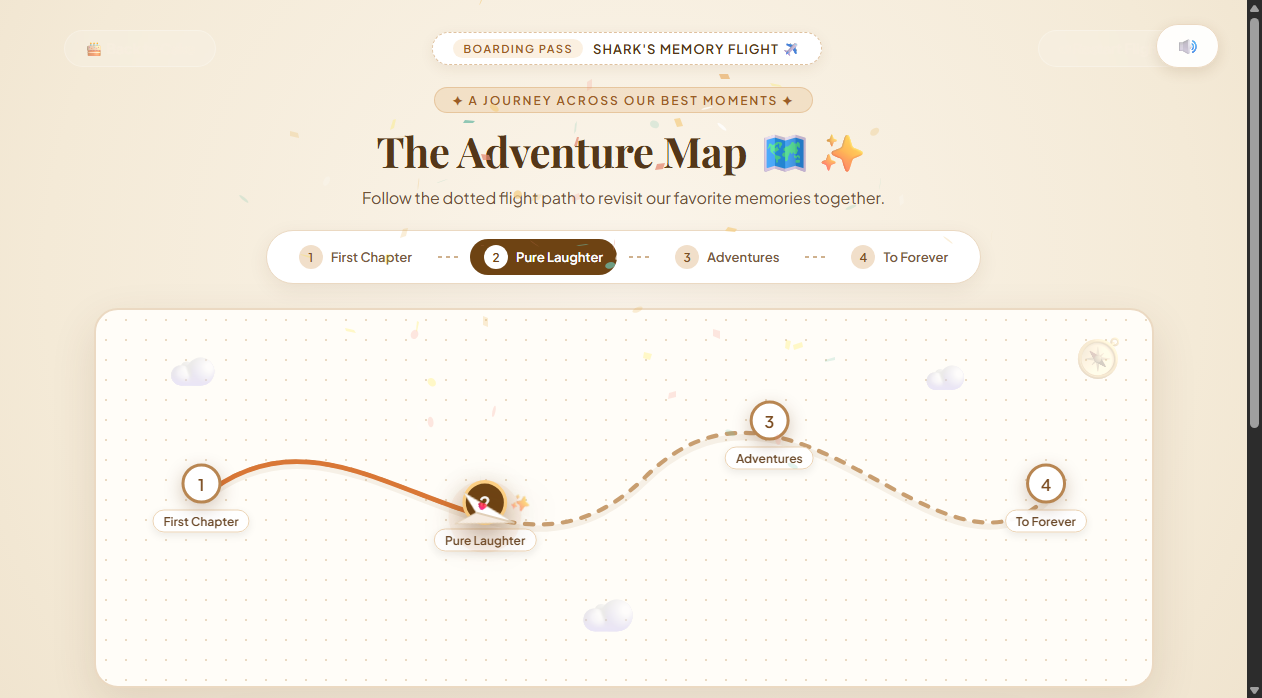 BOARDING PASS SHARK'S MEMORY FLIGHT ✈️
✦ A JOURNEY ACROSS OUR BEST MOMENTS ✦
The Adventure Map 🗺️ ✨
Follow the dotted flight path to revisit our favorite memories together.
1 First Chapter 2 Pure Laughter 3 Adventures 4 To Forever
3
Adventures
1
First Chapter
4
To Forever
2
Pure Laughter